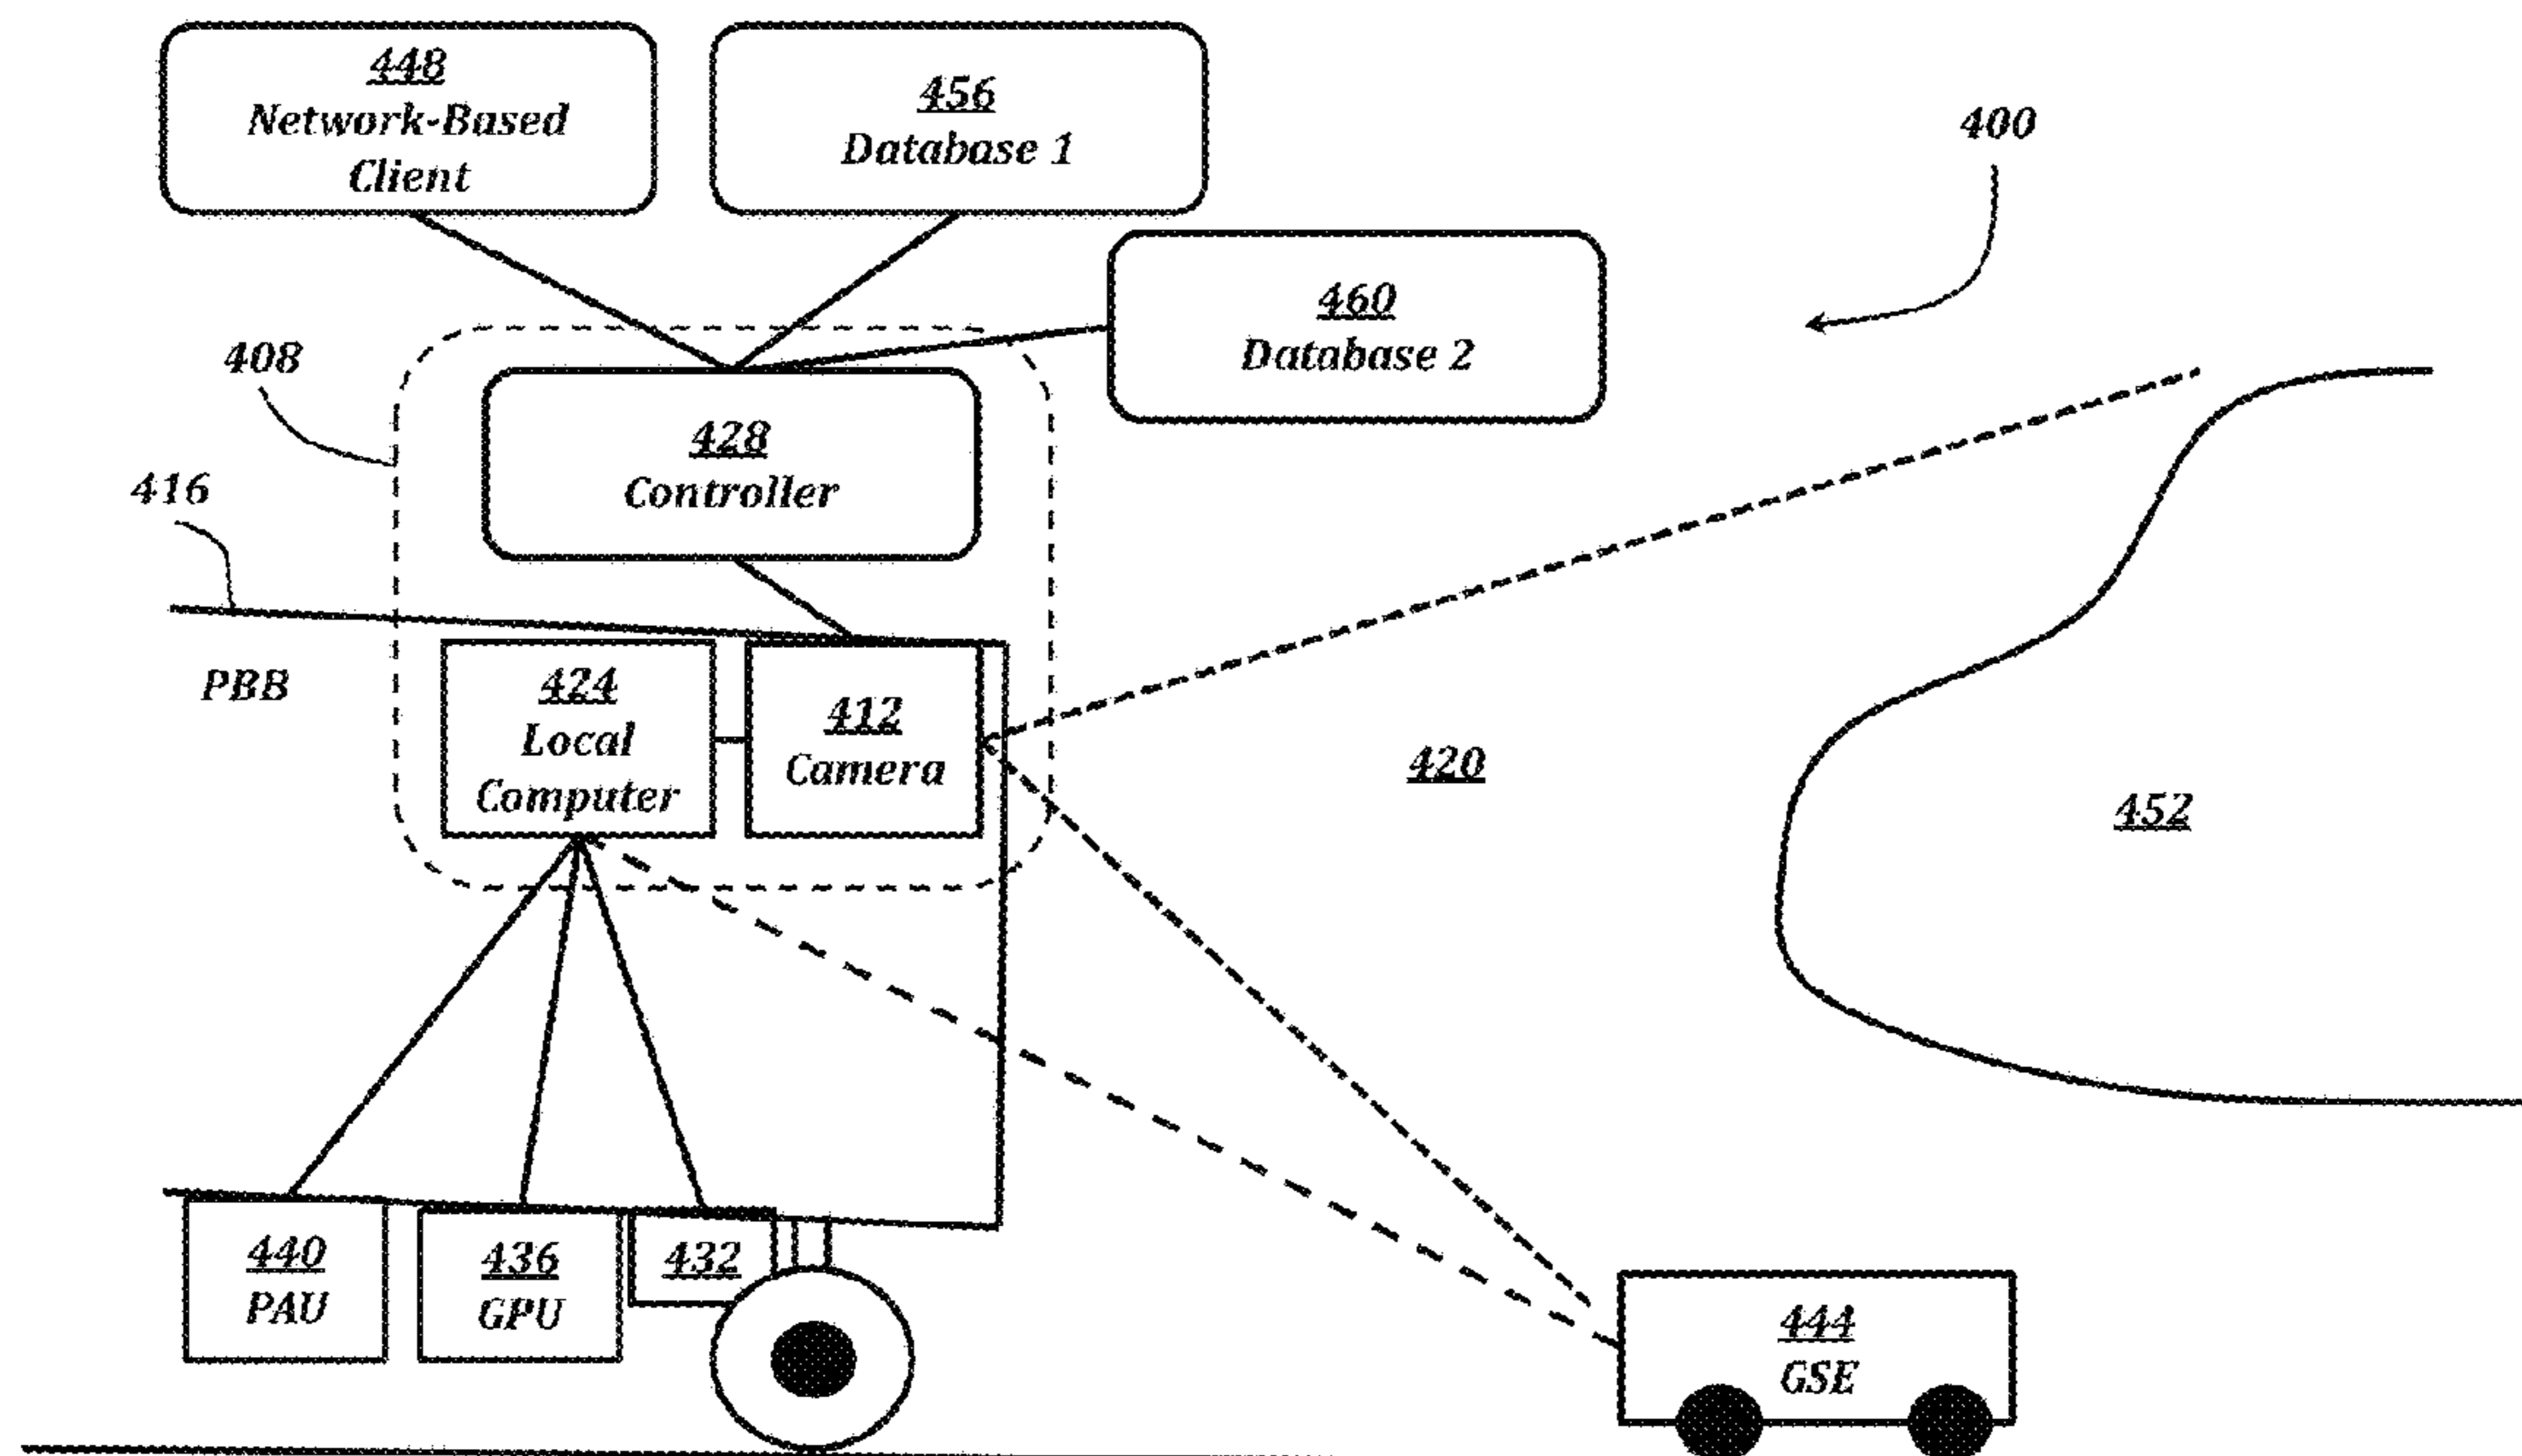 448
Network-Based
Client
456
Database 1
400
460
Database 2
408
428
Controller
416
PBB
424
Local
Computer
412
Camera
420
452
440
PAU
436
GPU
432
444
GSE